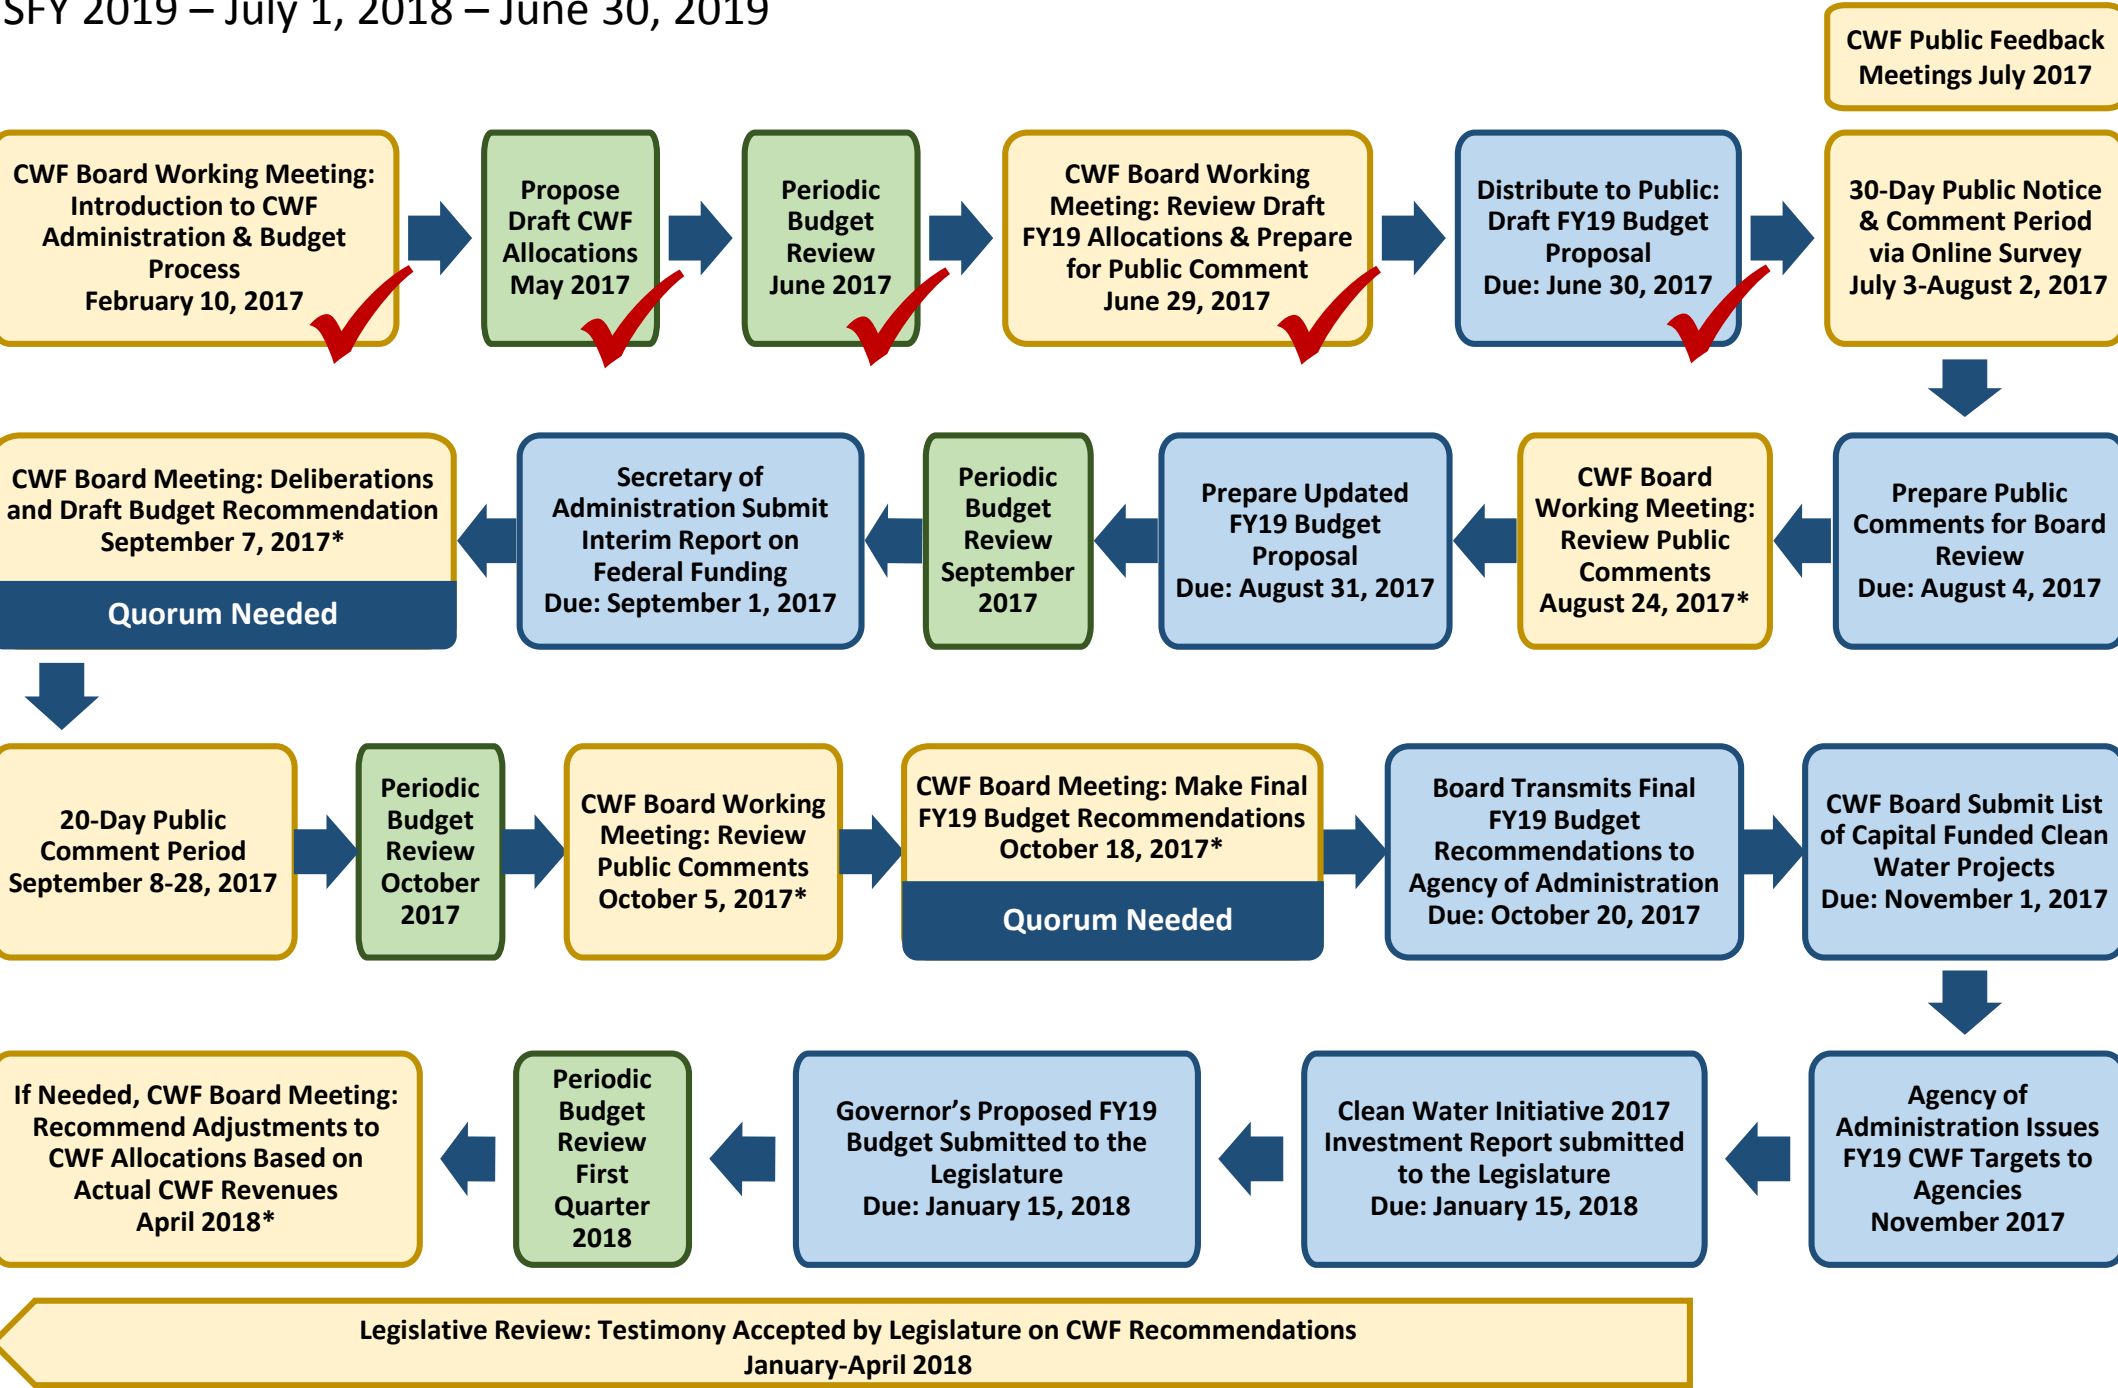 SFY 2019 – July 1, 2018 – June 30, 2019
CWF Public Feedback
Meetings July 2017
CWF Board Working Meeting:
Introduction to CWF
Administration & Budget
Process
February 10, 2017
Propose
Draft CWF
Allocations
May 2017
Periodic
Budget
Review
June 2017
CWF Board Working
Meeting: Review Draft
FY19 Allocations & Prepare
for Public Comment
June 29, 2017
Distribute to Public:
Draft FY19 Budget
Proposal
Due: June 30, 2017
30-Day Public Notice
& Comment Period
via Online Survey
July 3-August 2, 2017
Prepare Public
Comments for Board
Review
Due: August 4, 2017
CWF Board
Working Meeting:
Review Public
Comments
August 24, 2017*
Prepare Updated
FY19 Budget
Proposal
Due: August 31, 2017
Periodic
Budget
Review
September
2017
Secretary of
Administration Submit
Interim Report on
Federal Funding
Due: September 1, 2017
CWF Board Meeting: Deliberations
and Draft Budget Recommendation
September 7, 2017*
Quorum Needed
20-Day Public
Comment Period
September 8-28, 2017
Periodic
Budget
Review
October
2017
CWF Board Working
Meeting: Review
Public Comments
October 5, 2017*
CWF Board Meeting: Make Final
FY19 Budget Recommendations
October 18, 2017*
Quorum Needed
Board Transmits Final
FY19 Budget
Recommendations to
Agency of Administration
Due: October 20, 2017
CWF Board Submit List
of Capital Funded Clean
Water Projects
Due: November 1, 2017
Agency of
Administration Issues
FY19 CWF Targets to
Agencies
November 2017
Clean Water Initiative 2017
Investment Report submitted
to the Legislature
Due: January 15, 2018
Governor’s Proposed FY19
Budget Submitted to the
Legislature
Due: January 15, 2018
Periodic
Budget
Review
First
Quarter
2018
If Needed, CWF Board Meeting:
Recommend Adjustments to
CWF Allocations Based on
Actual CWF Revenues
April 2018*
Legislative Review: Testimony Accepted by Legislature on CWF Recommendations
January-April 2018